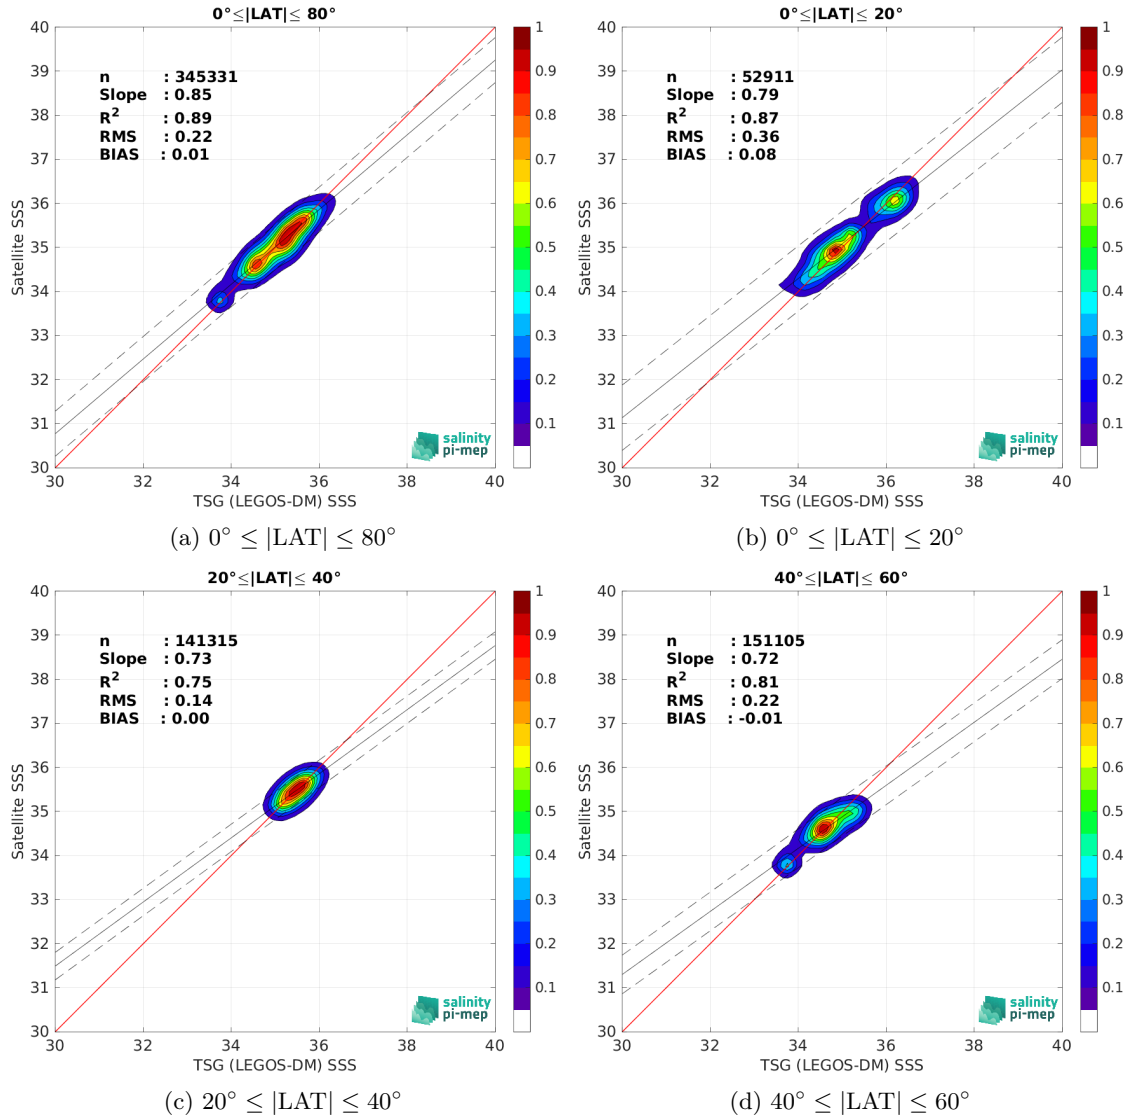 0°≤|LAT|≤ 80°
40
39
38
37
36
35
34
33
32
31
30
Satellite SSS
n : 345331
Slope : 0.85
R² : 0.89
RMS : 0.22
BIAS : 0.01
salinity
pi-mep
30 32 34 36 38 40
TSG (LEGOS-DM) SSS
1
0.9
0.8
0.7
0.6
0.5
0.4
0.3
0.2
0.1
(a) 0° ≤ |LAT| ≤ 80°
0°≤|LAT|≤ 20°
40
39
38
37
36
35
34
33
32
31
30
Satellite SSS
n : 52911
Slope : 0.79
R² : 0.87
RMS : 0.36
BIAS : 0.08
salinity
pi-mep
30 32 34 36 38 40
TSG (LEGOS-DM) SSS
1
0.9
0.8
0.7
0.6
0.5
0.4
0.3
0.2
0.1
(b) 0° ≤ |LAT| ≤ 20°
20°≤|LAT|≤ 40°
40
39
38
37
36
35
34
33
32
31
30
Satellite SSS
n : 141315
Slope : 0.73
R² : 0.75
RMS : 0.14
BIAS : 0.00
salinity
pi-mep
30 32 34 36 38 40
TSG (LEGOS-DM) SSS
1
0.9
0.8
0.7
0.6
0.5
0.4
0.3
0.2
0.1
(c) 20° ≤ |LAT| ≤ 40°
40°≤|LAT|≤ 60°
40
39
38
37
36
35
34
33
32
31
30
Satellite SSS
n : 151105
Slope : 0.72
R² : 0.81
RMS : 0.22
BIAS : -0.01
salinity
pi-mep
30 32 34 36 38 40
TSG (LEGOS-DM) SSS
1
0.9
0.8
0.7
0.6
0.5
0.4
0.3
0.2
0.1
(d) 40° ≤ |LAT| ≤ 60°